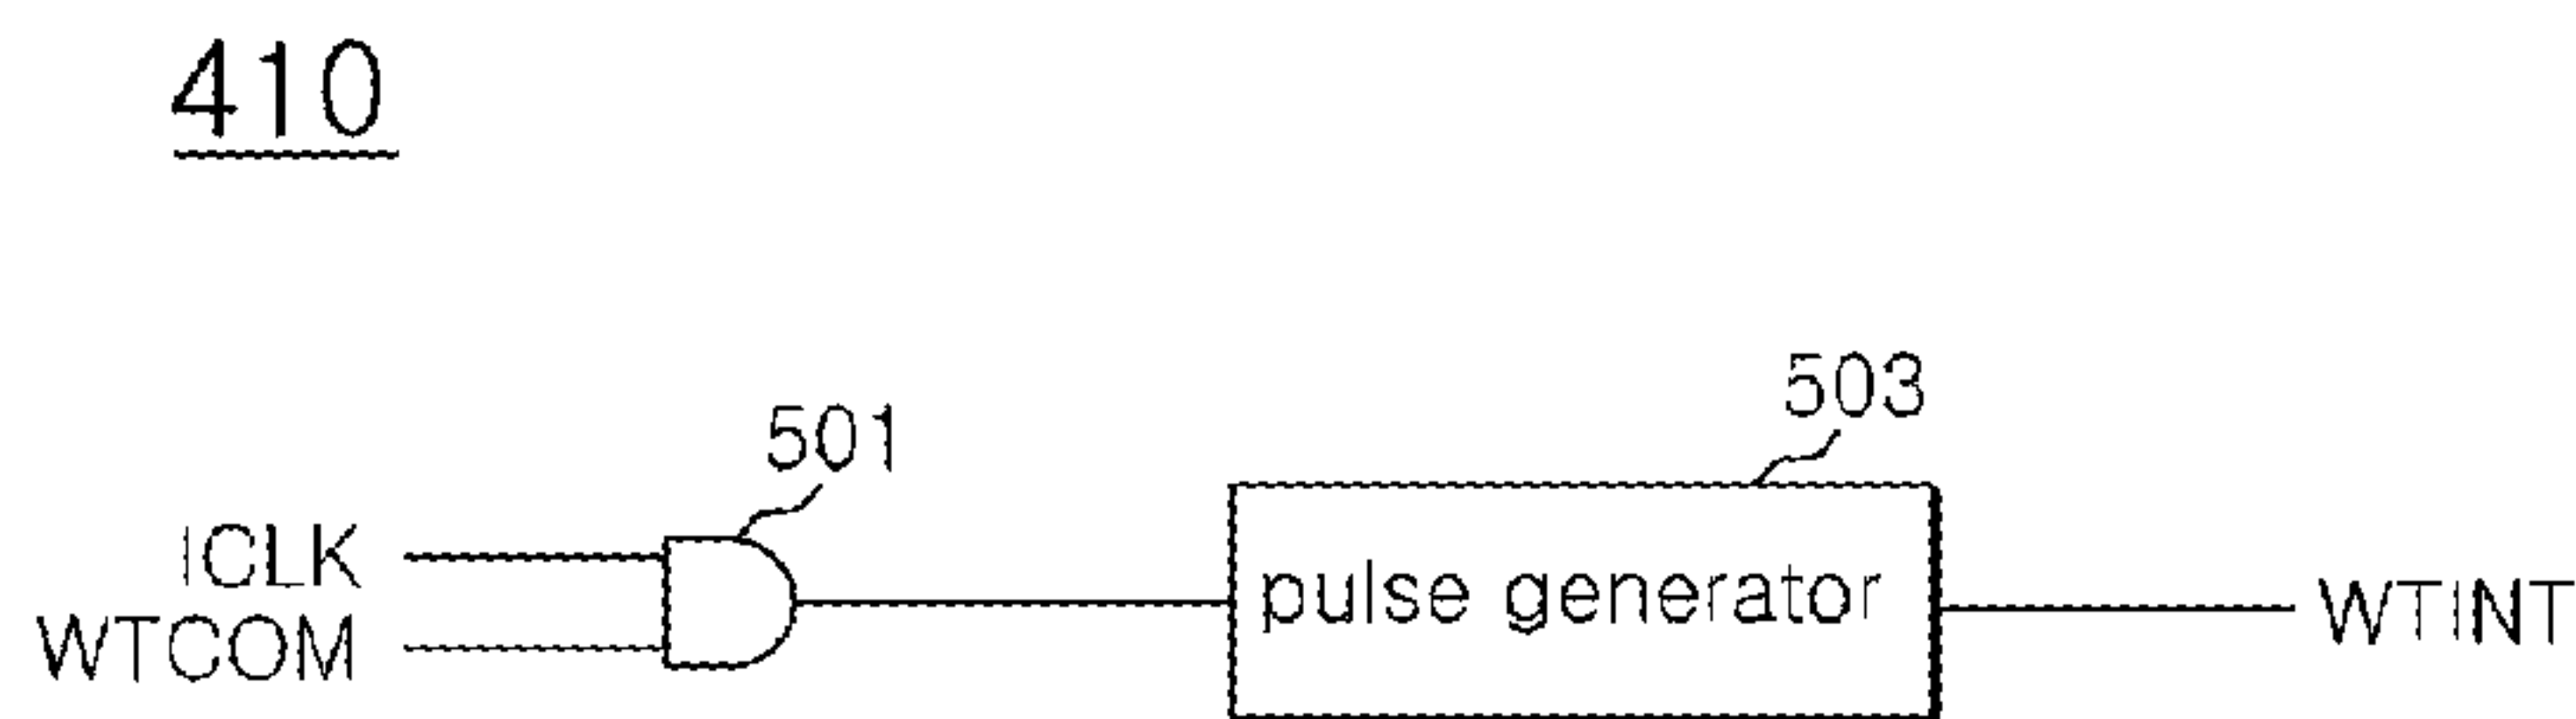 410
503
501
ICLK
pulse generator
WTINT
WTCOM